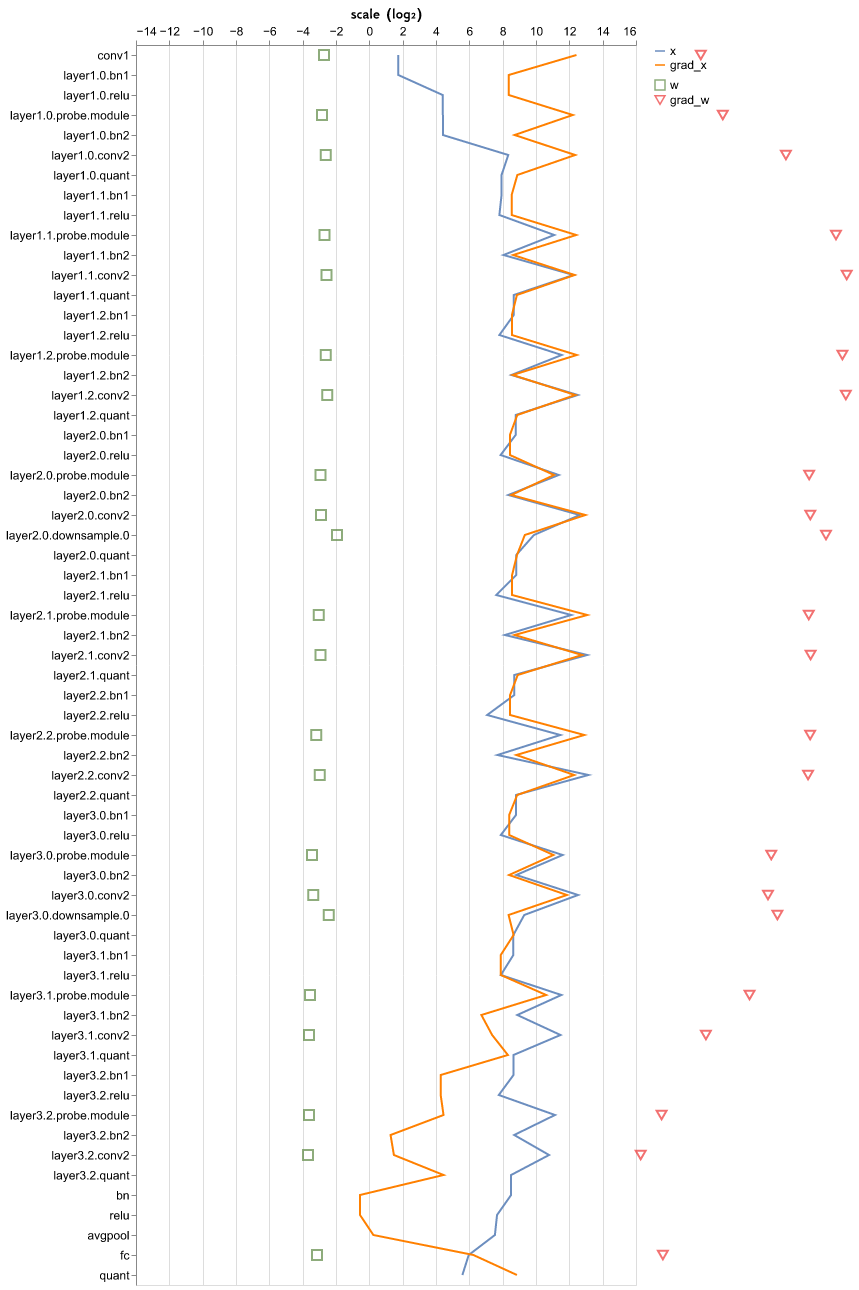 scale (log₂)
−14 −12 −10 −8 −6 −4 −2 0 2 4 6 8 10 12 14 16
x
grad_x
w
grad_w
conv1
layer1.0.bn1
layer1.0.relu
layer1.0.probe.module
layer1.0.bn2
layer1.0.conv2
layer1.0.quant
layer1.1.bn1
layer1.1.relu
layer1.1.probe.module
layer1.1.bn2
layer1.1.conv2
layer1.1.quant
layer1.2.bn1
layer1.2.relu
layer1.2.probe.module
layer1.2.bn2
layer1.2.conv2
layer1.2.quant
layer2.0.bn1
layer2.0.relu
layer2.0.probe.module
layer2.0.bn2
layer2.0.conv2
layer2.0.downsample.0
layer2.0.quant
layer2.1.bn1
layer2.1.relu
layer2.1.probe.module
layer2.1.bn2
layer2.1.conv2
layer2.1.quant
layer2.2.bn1
layer2.2.relu
layer2.2.probe.module
layer2.2.bn2
layer2.2.conv2
layer2.2.quant
layer3.0.bn1
layer3.0.relu
layer3.0.probe.module
layer3.0.bn2
layer3.0.conv2
layer3.0.downsample.0
layer3.0.quant
layer3.1.bn1
layer3.1.relu
layer3.1.probe.module
layer3.1.bn2
layer3.1.conv2
layer3.1.quant
layer3.2.bn1
layer3.2.relu
layer3.2.probe.module
layer3.2.bn2
layer3.2.conv2
layer3.2.quant
bn
relu
avgpool
fc
quant